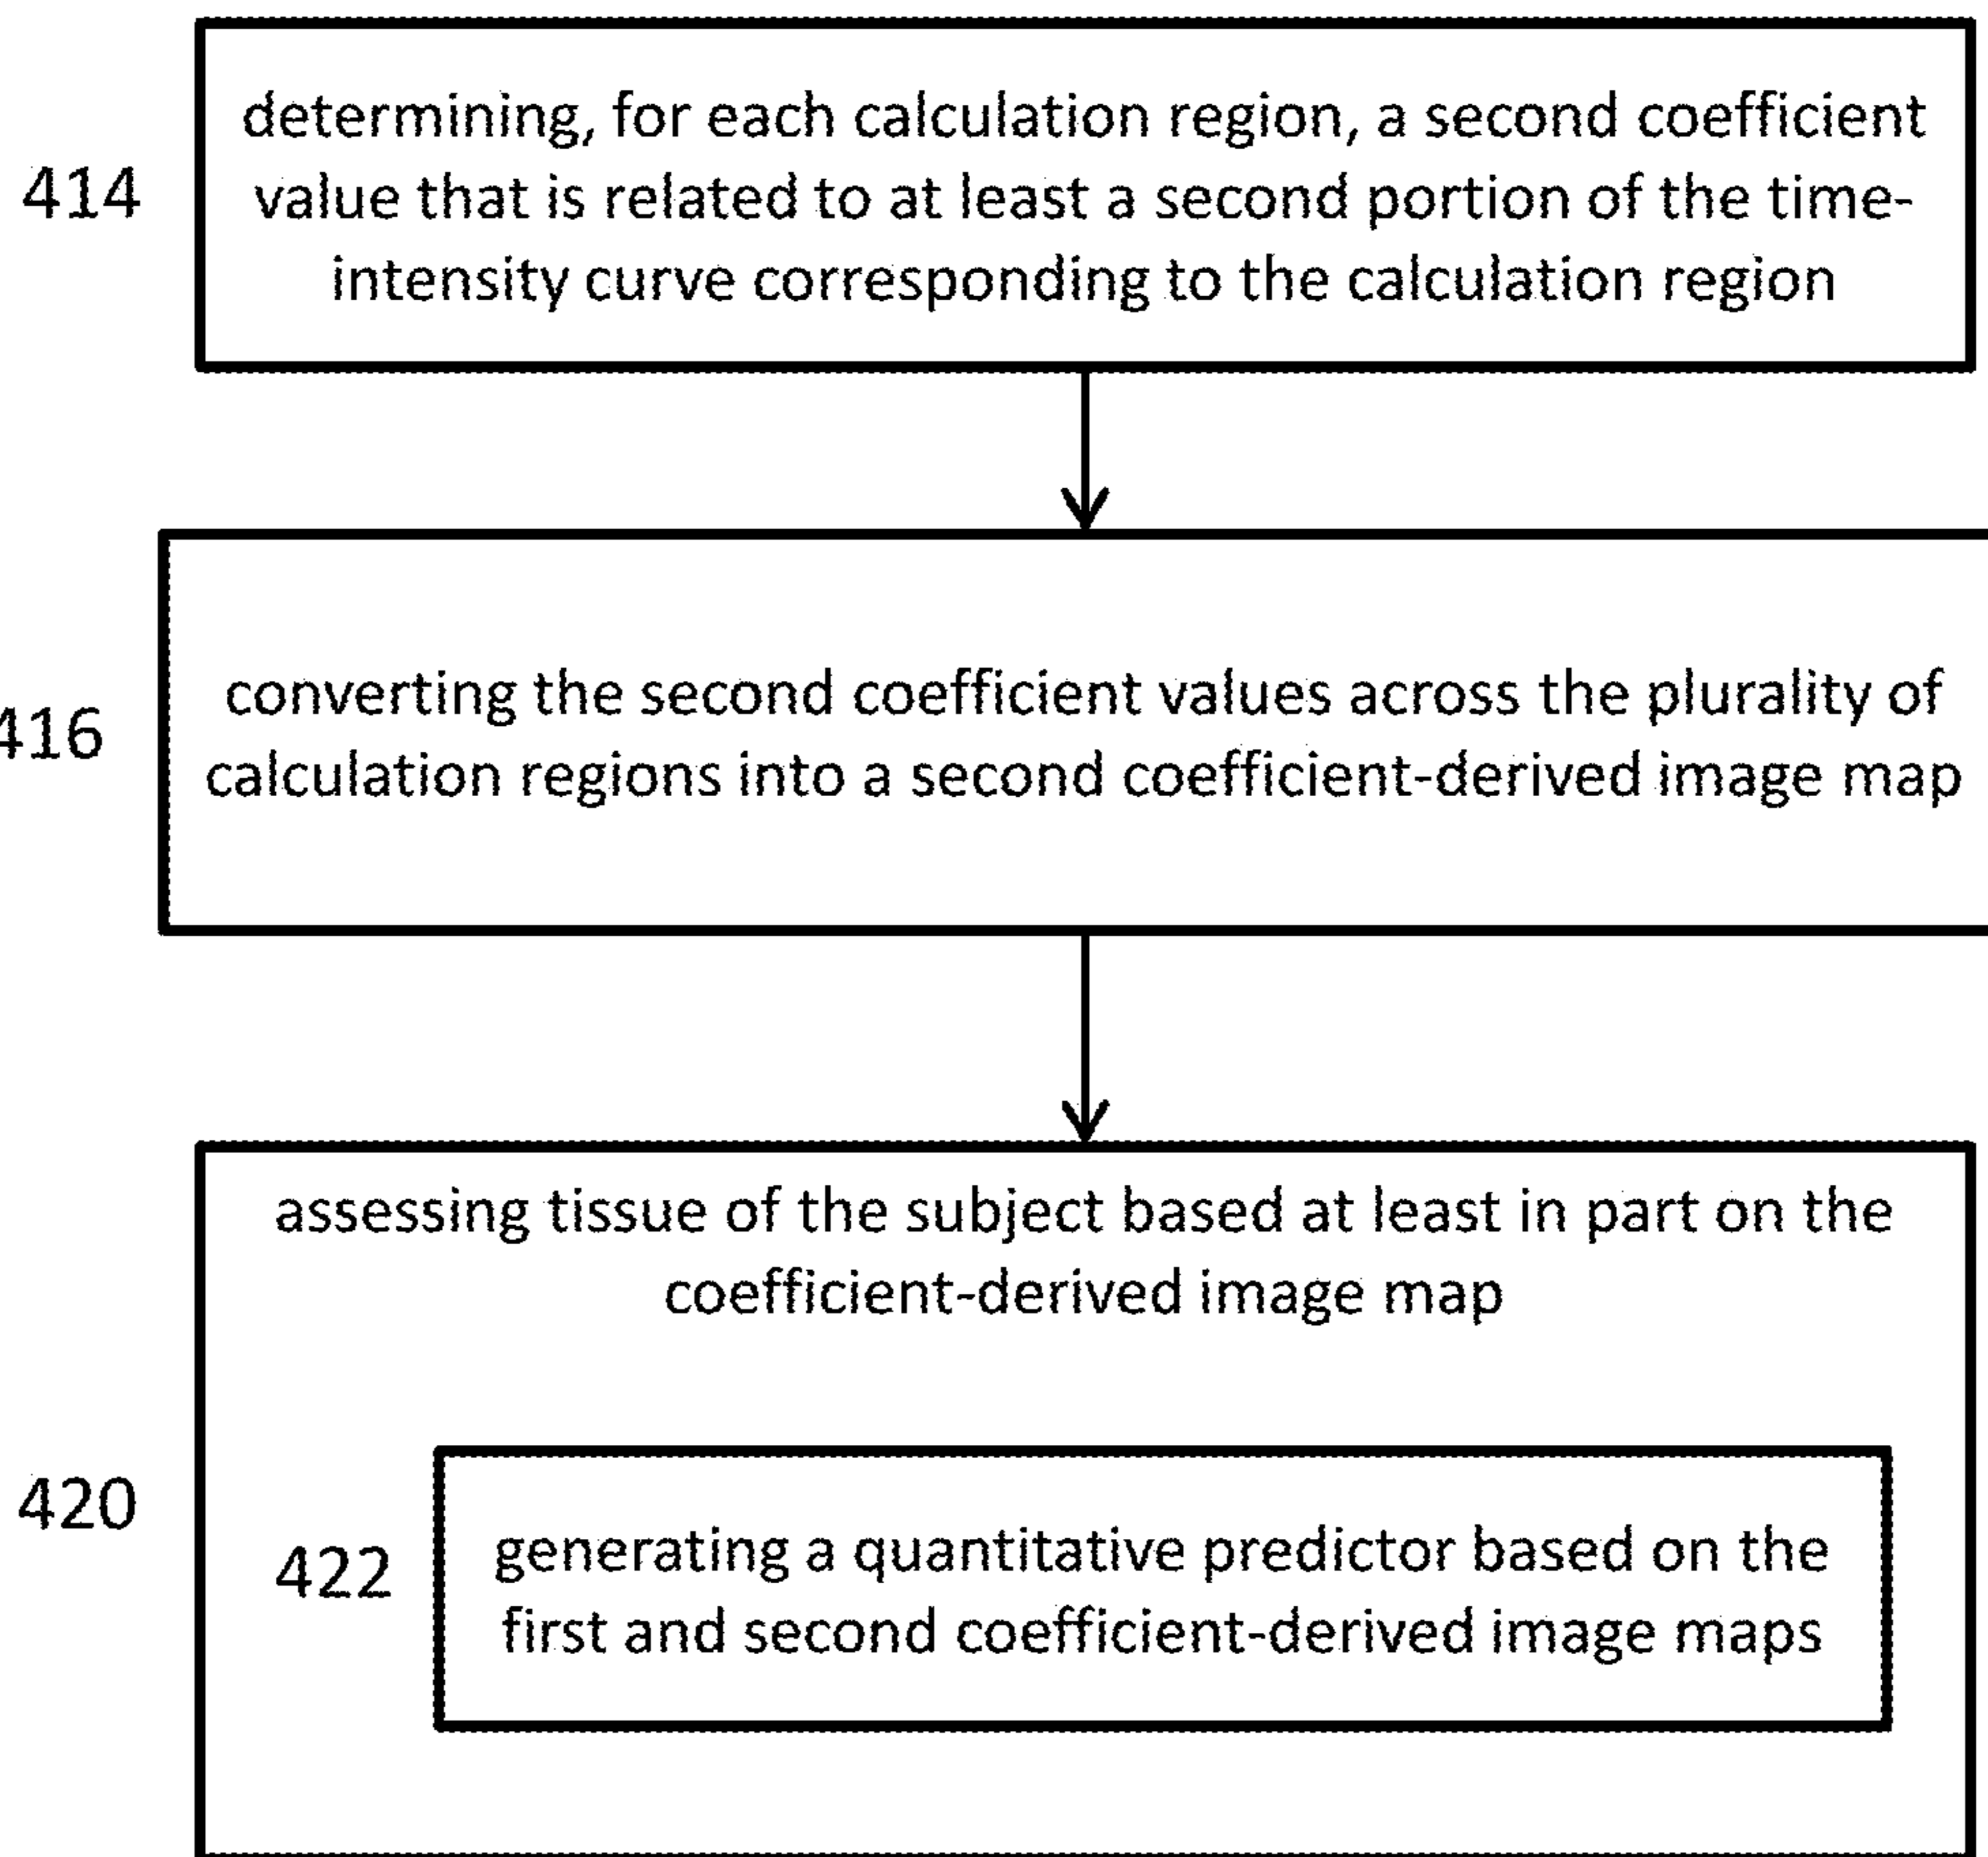 414
determining, for each calculation region, a second coefficient
value that is related to at least a second portion of the time-
intensity curve corresponding to the calculation region
416
converting the second coefficient values across the plurality of
calculation regions into a second coefficient-derived image map
420
assessing tissue of the subject based at least in part on the
coefficient-derived image map
422
generating a quantitative predictor based on the
first and second coefficient-derived image maps